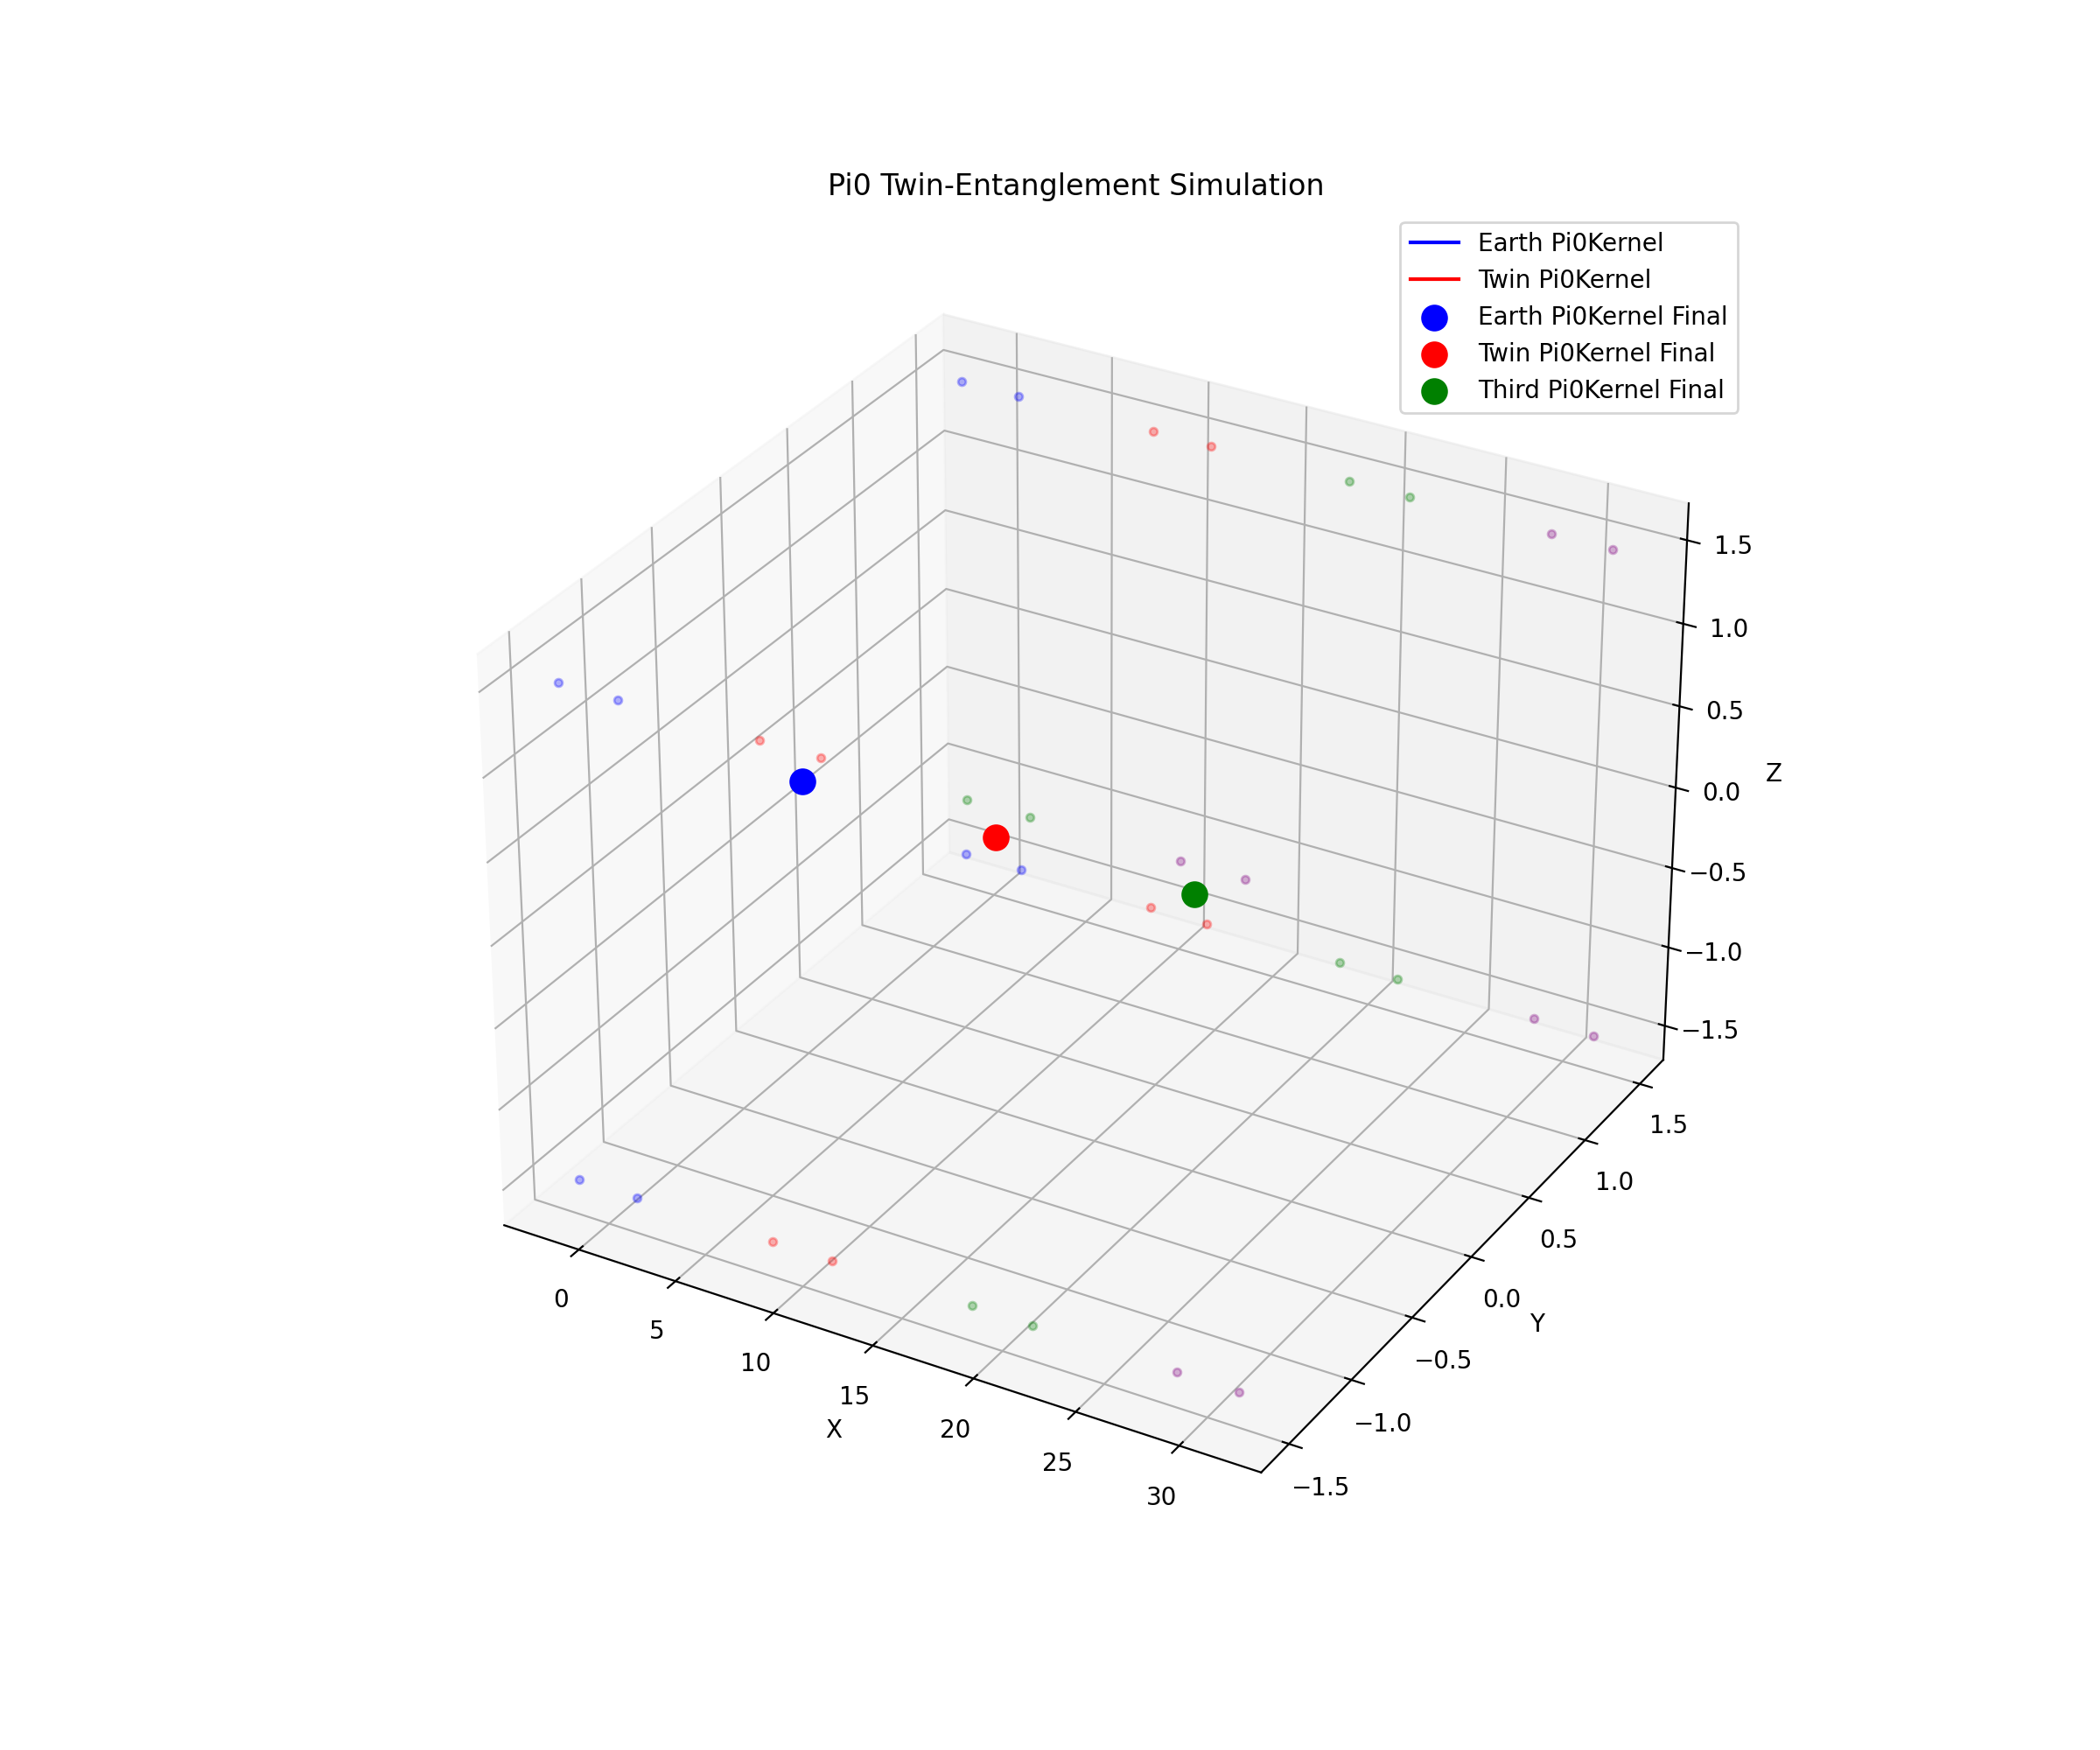 Pi0 Twin-Entanglement Simulation
Earth Pi0Kernel
Twin Pi0Kernel
Earth Pi0Kernel Final
Twin Pi0Kernel Final
Third Pi0Kernel Final
1.5
1.0
0.5
0.0
−0.5
−1.0
−1.5
Z
1.5
1.0
0.5
0.0
−0.5
−1.0
−1.5
Y
0
5
10
15
20
25
30
X